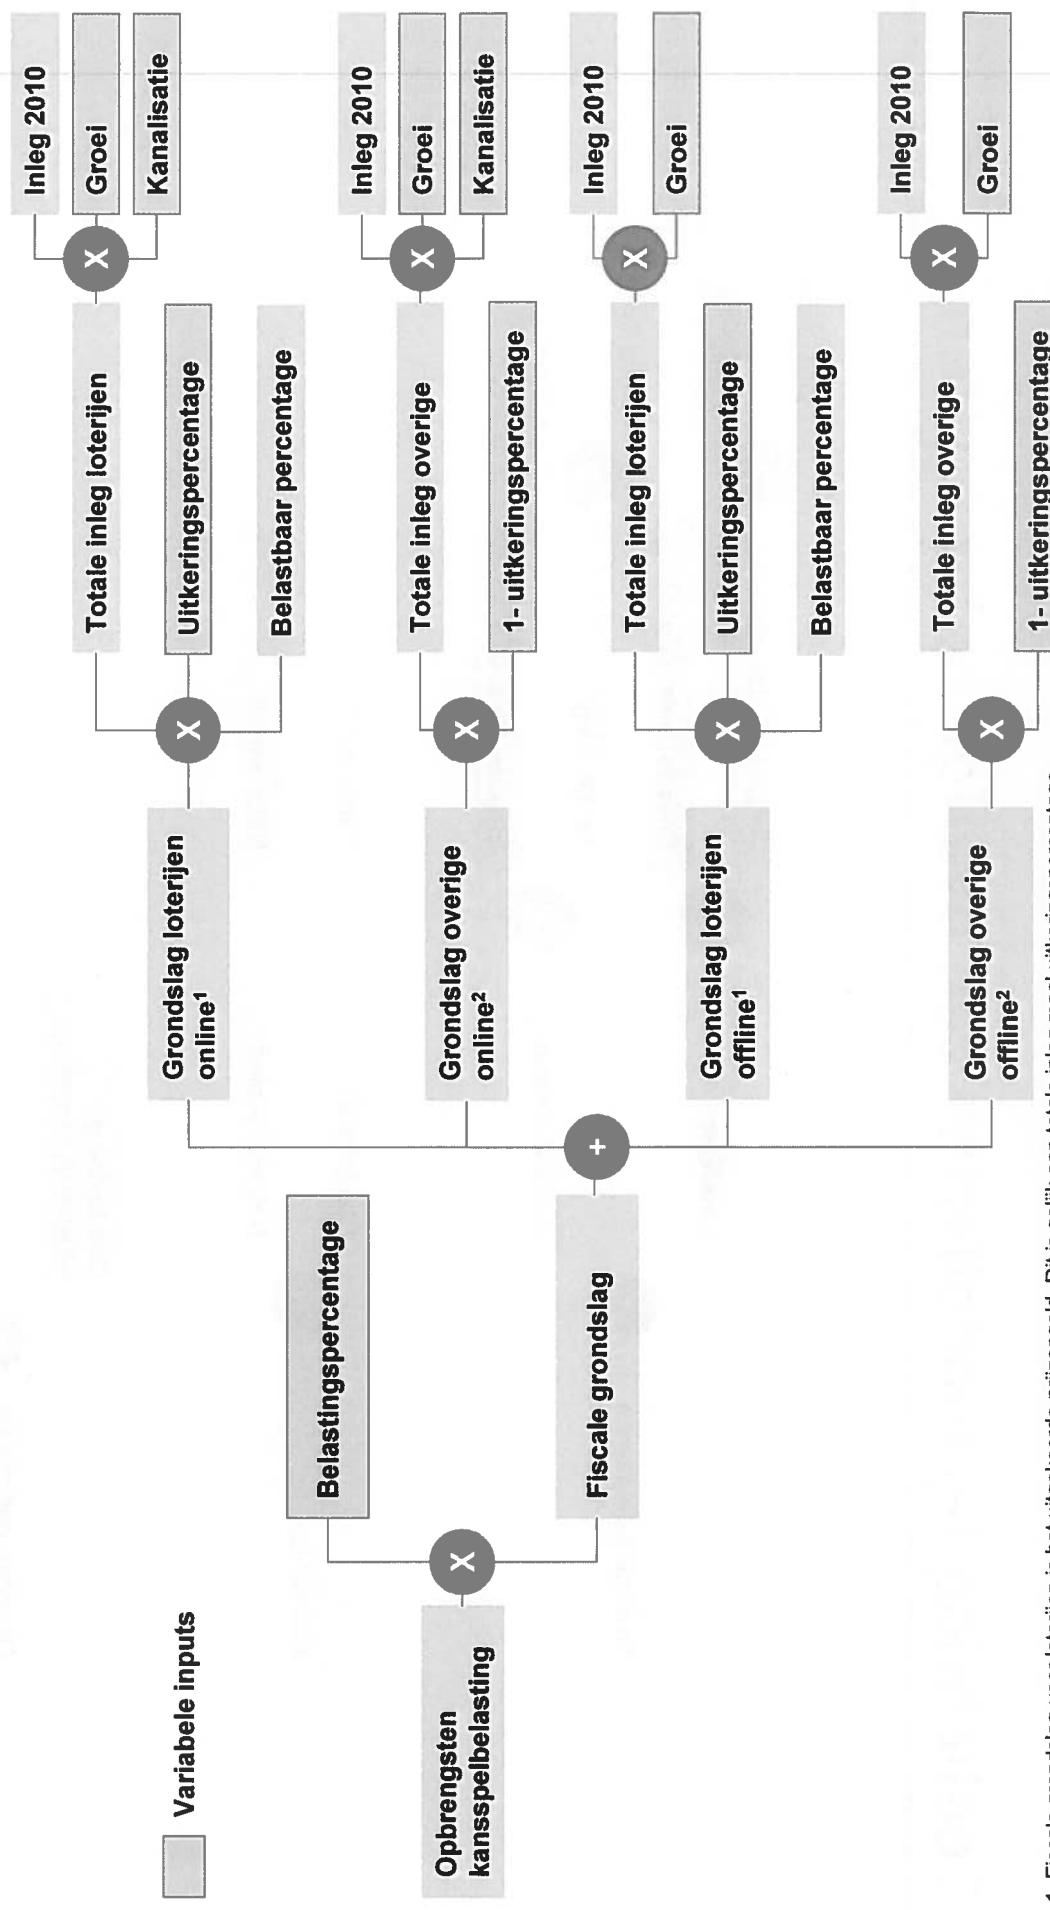 Variabele inputs
Opbrengsten
kansspelbelasting
X
Belastingspercentage
Fiscale grondslag
+
Grondslag loterijen
online¹
X
Totale inleg loterijen
X
Inleg 2010
Groei
Kanalisatie
Uitkeringspercentage
Belastbaar percentage
Grondslag overige
online²
X
Totale inleg overige
X
Inleg 2010
Groei
Kanalisatie
1- uitkeringspercentage
Grondslag loterijen
offline¹
X
Totale inleg loterijen
X
Inleg 2010
Groei
Uitkeringspercentage
Belastbaar percentage
Grondslag overige
offline²
X
Totale inleg overige
X
Inleg 2010
Groei
1- uitkeringspercentage